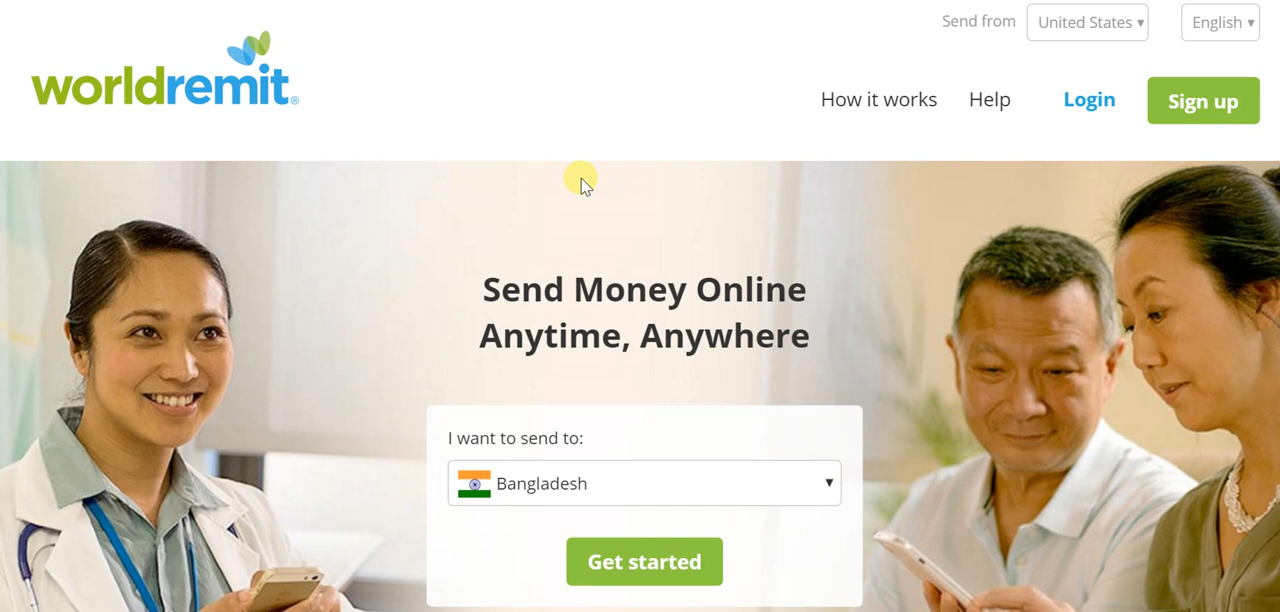 Send from United States ▾ English ▾
worldremit®
How it works Help Login Sign up
Send Money Online
Anytime, Anywhere
I want to send to:
Bangladesh ▼
Get started